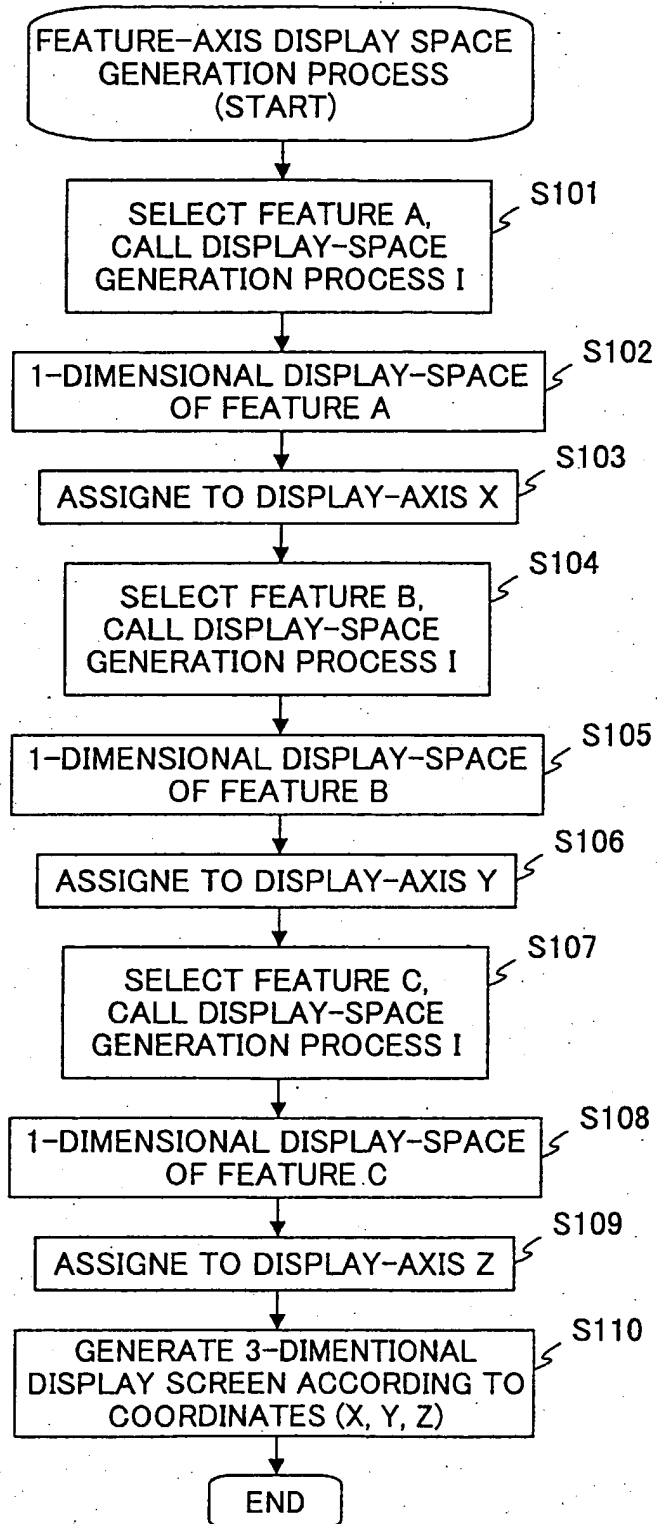 FEATURE-AXIS DISPLAY SPACE
GENERATION PROCESS
(START)
S101
SELECT FEATURE A,
CALL DISPLAY-SPACE
GENERATION PROCESS I
S102
1-DIMENSIONAL DISPLAY-SPACE
OF FEATURE A
S103
ASSIGNE TO DISPLAY-AXIS X
S104
SELECT FEATURE B,
CALL DISPLAY-SPACE
GENERATION PROCESS I
S105
1-DIMENSIONAL DISPLAY-SPACE
OF FEATURE B
S106
ASSIGNE TO DISPLAY-AXIS Y
S107
SELECT FEATURE C,
CALL DISPLAY-SPACE
GENERATION PROCESS I
S108
1-DIMENSIONAL DISPLAY-SPACE
OF FEATURE C
S109
ASSIGNE TO DISPLAY-AXIS Z
S110
GENERATE 3-DIMENTIONAL
DISPLAY SCREEN ACCORDING TO
COORDINATES (X, Y, Z)
END